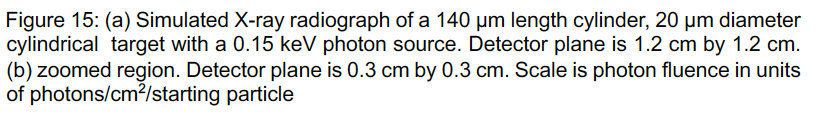 Figure 15: (a) Simulated X-ray radiograph of a 140 µm length cylinder, 20 µm diameter
cylindrical target with a 0.15 keV photon source. Detector plane is 1.2 cm by 1.2 cm.
(b) zoomed region. Detector plane is 0.3 cm by 0.3 cm. Scale is photon fluence in units
of photons/cm²/starting particle